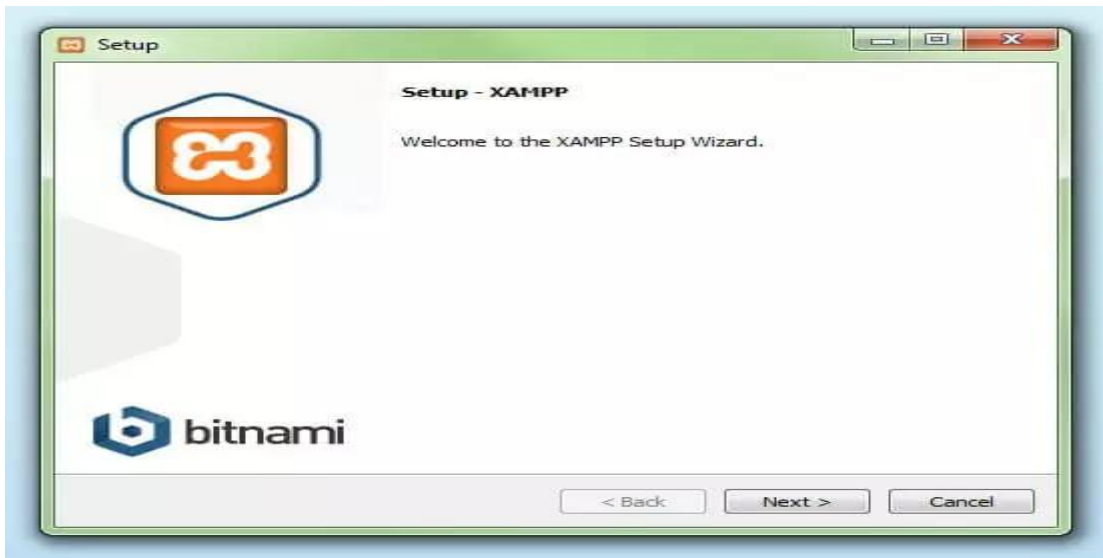 Setup
Setup - XAMPP
Welcome to the XAMPP Setup Wizard.
bitnami
< Back
Next >
Cancel